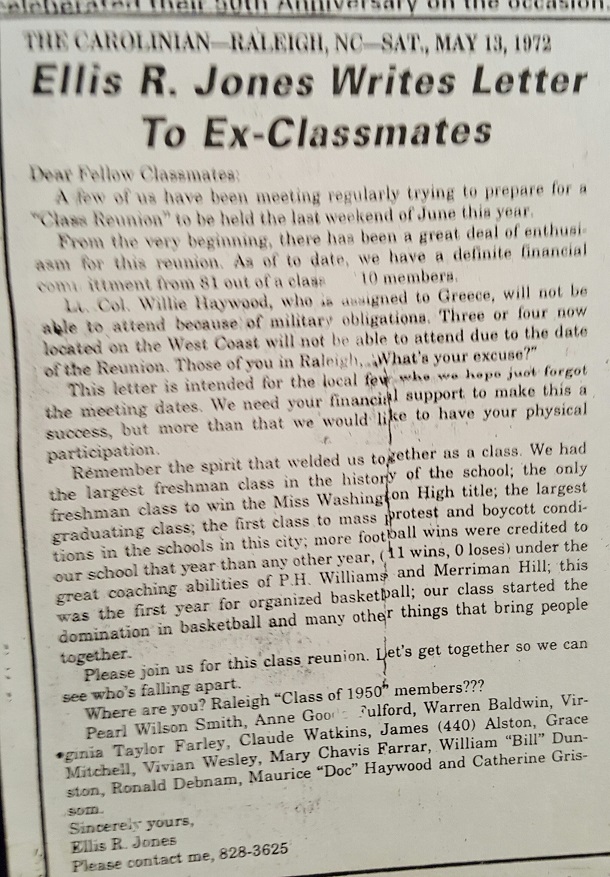 celebrated their 50th Anniversary on the occasion
THE CAROLINIAN—RALEIGH, NC—SAT., MAY 13, 1972
Ellis R. Jones Writes Letter
To Ex-Classmates
Dear Fellow Classmates:
A few of us have been meeting regularly trying to prepare for a
"Class Reunion" to be held the last weekend of June this year.
From the very beginning, there has been a great deal of enthusi-
asm for this reunion. As of to date, we have a definite financial
com ittment from 81 out of a class 10 members.
Lt. Col. Willie Haywood, who is assigned to Greece, will not be
able to attend because of military obligations. Three or four now
located on the West Coast will not be able to attend due to the date
of the Reunion. Those of you in Raleigh, "What's your excuse?"
This letter is intended for the local few who we hope just forgot
the meeting dates. We need your financial support to make this a
success, but more than that we would like to have your physical
participation.
Remember the spirit that welded us together as a class. We had
the largest freshman class in the history of the school; the only
freshman class to win the Miss Washington High title; the largest
graduating class; the first class to mass protest and boycott condi-
tions in the schools in this city; more football wins were credited to
our school that year than any other year, (11 wins, 0 loses) under the
great coaching abilities of P.H. Williams and Merriman Hill; this
was the first year for organized basketball; our class started the
domination in basketball and many other things that bring people
together.
Please join us for this class reunion. Let's get together so we can
see who's falling apart.
Where are you? Raleigh "Class of 1950" members???
Pearl Wilson Smith, Anne Fulford, Warren Baldwin, Vir-
ginia Taylor Farley, Claude Watkins, James (440) Alston, Grace
Mitchell, Vivian Wesley, Mary Chavis Farrar, William "Bill" Dun-
ston, Ronald Debnam, Maurice "Doc" Haywood and Catherine Gris-
som.
Sincerely yours,
Ellis R. Jones
Please contact me, 828-3625